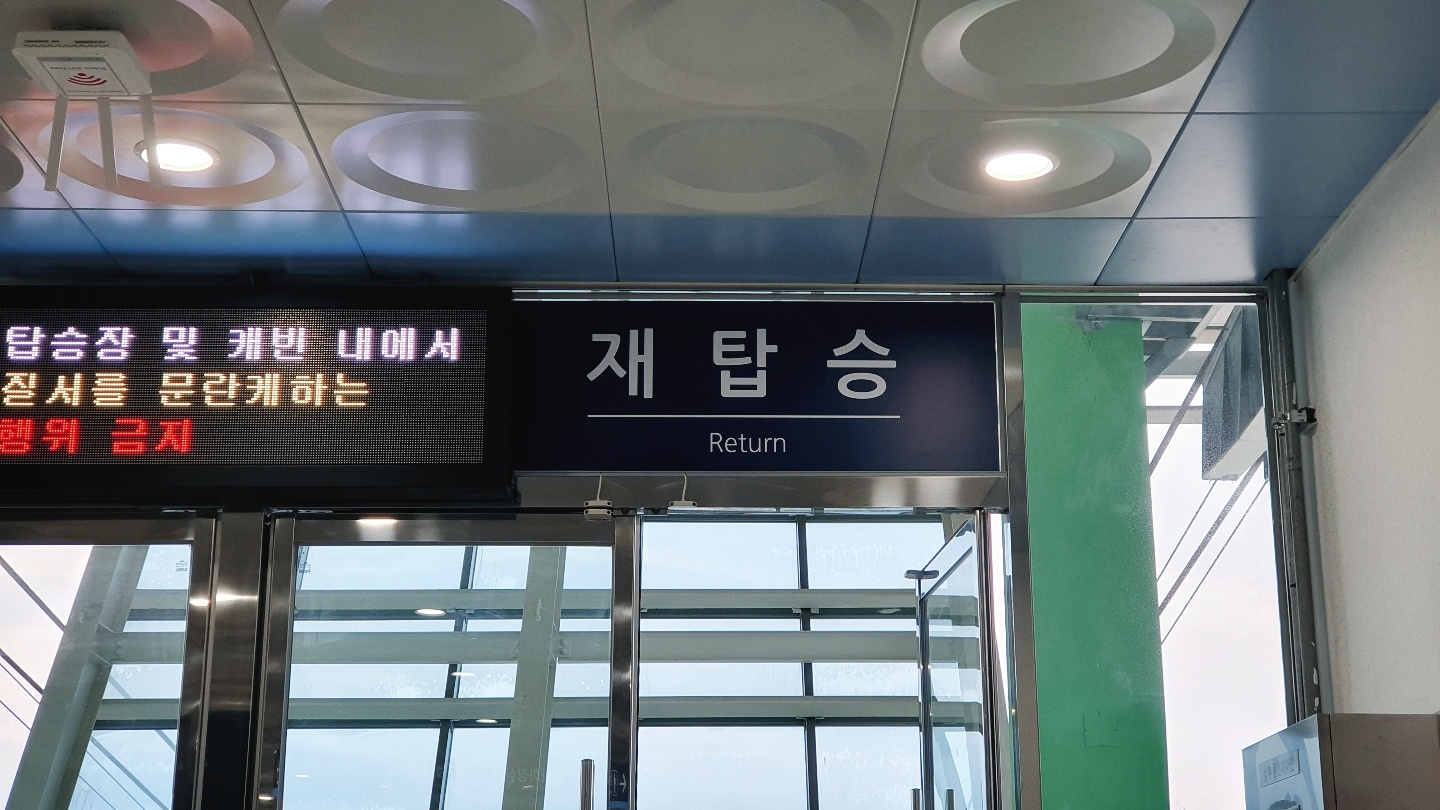 탑승장 및 캐빈 내에서
질서를 문란케하는
행위 금지
재 탑 승
Return